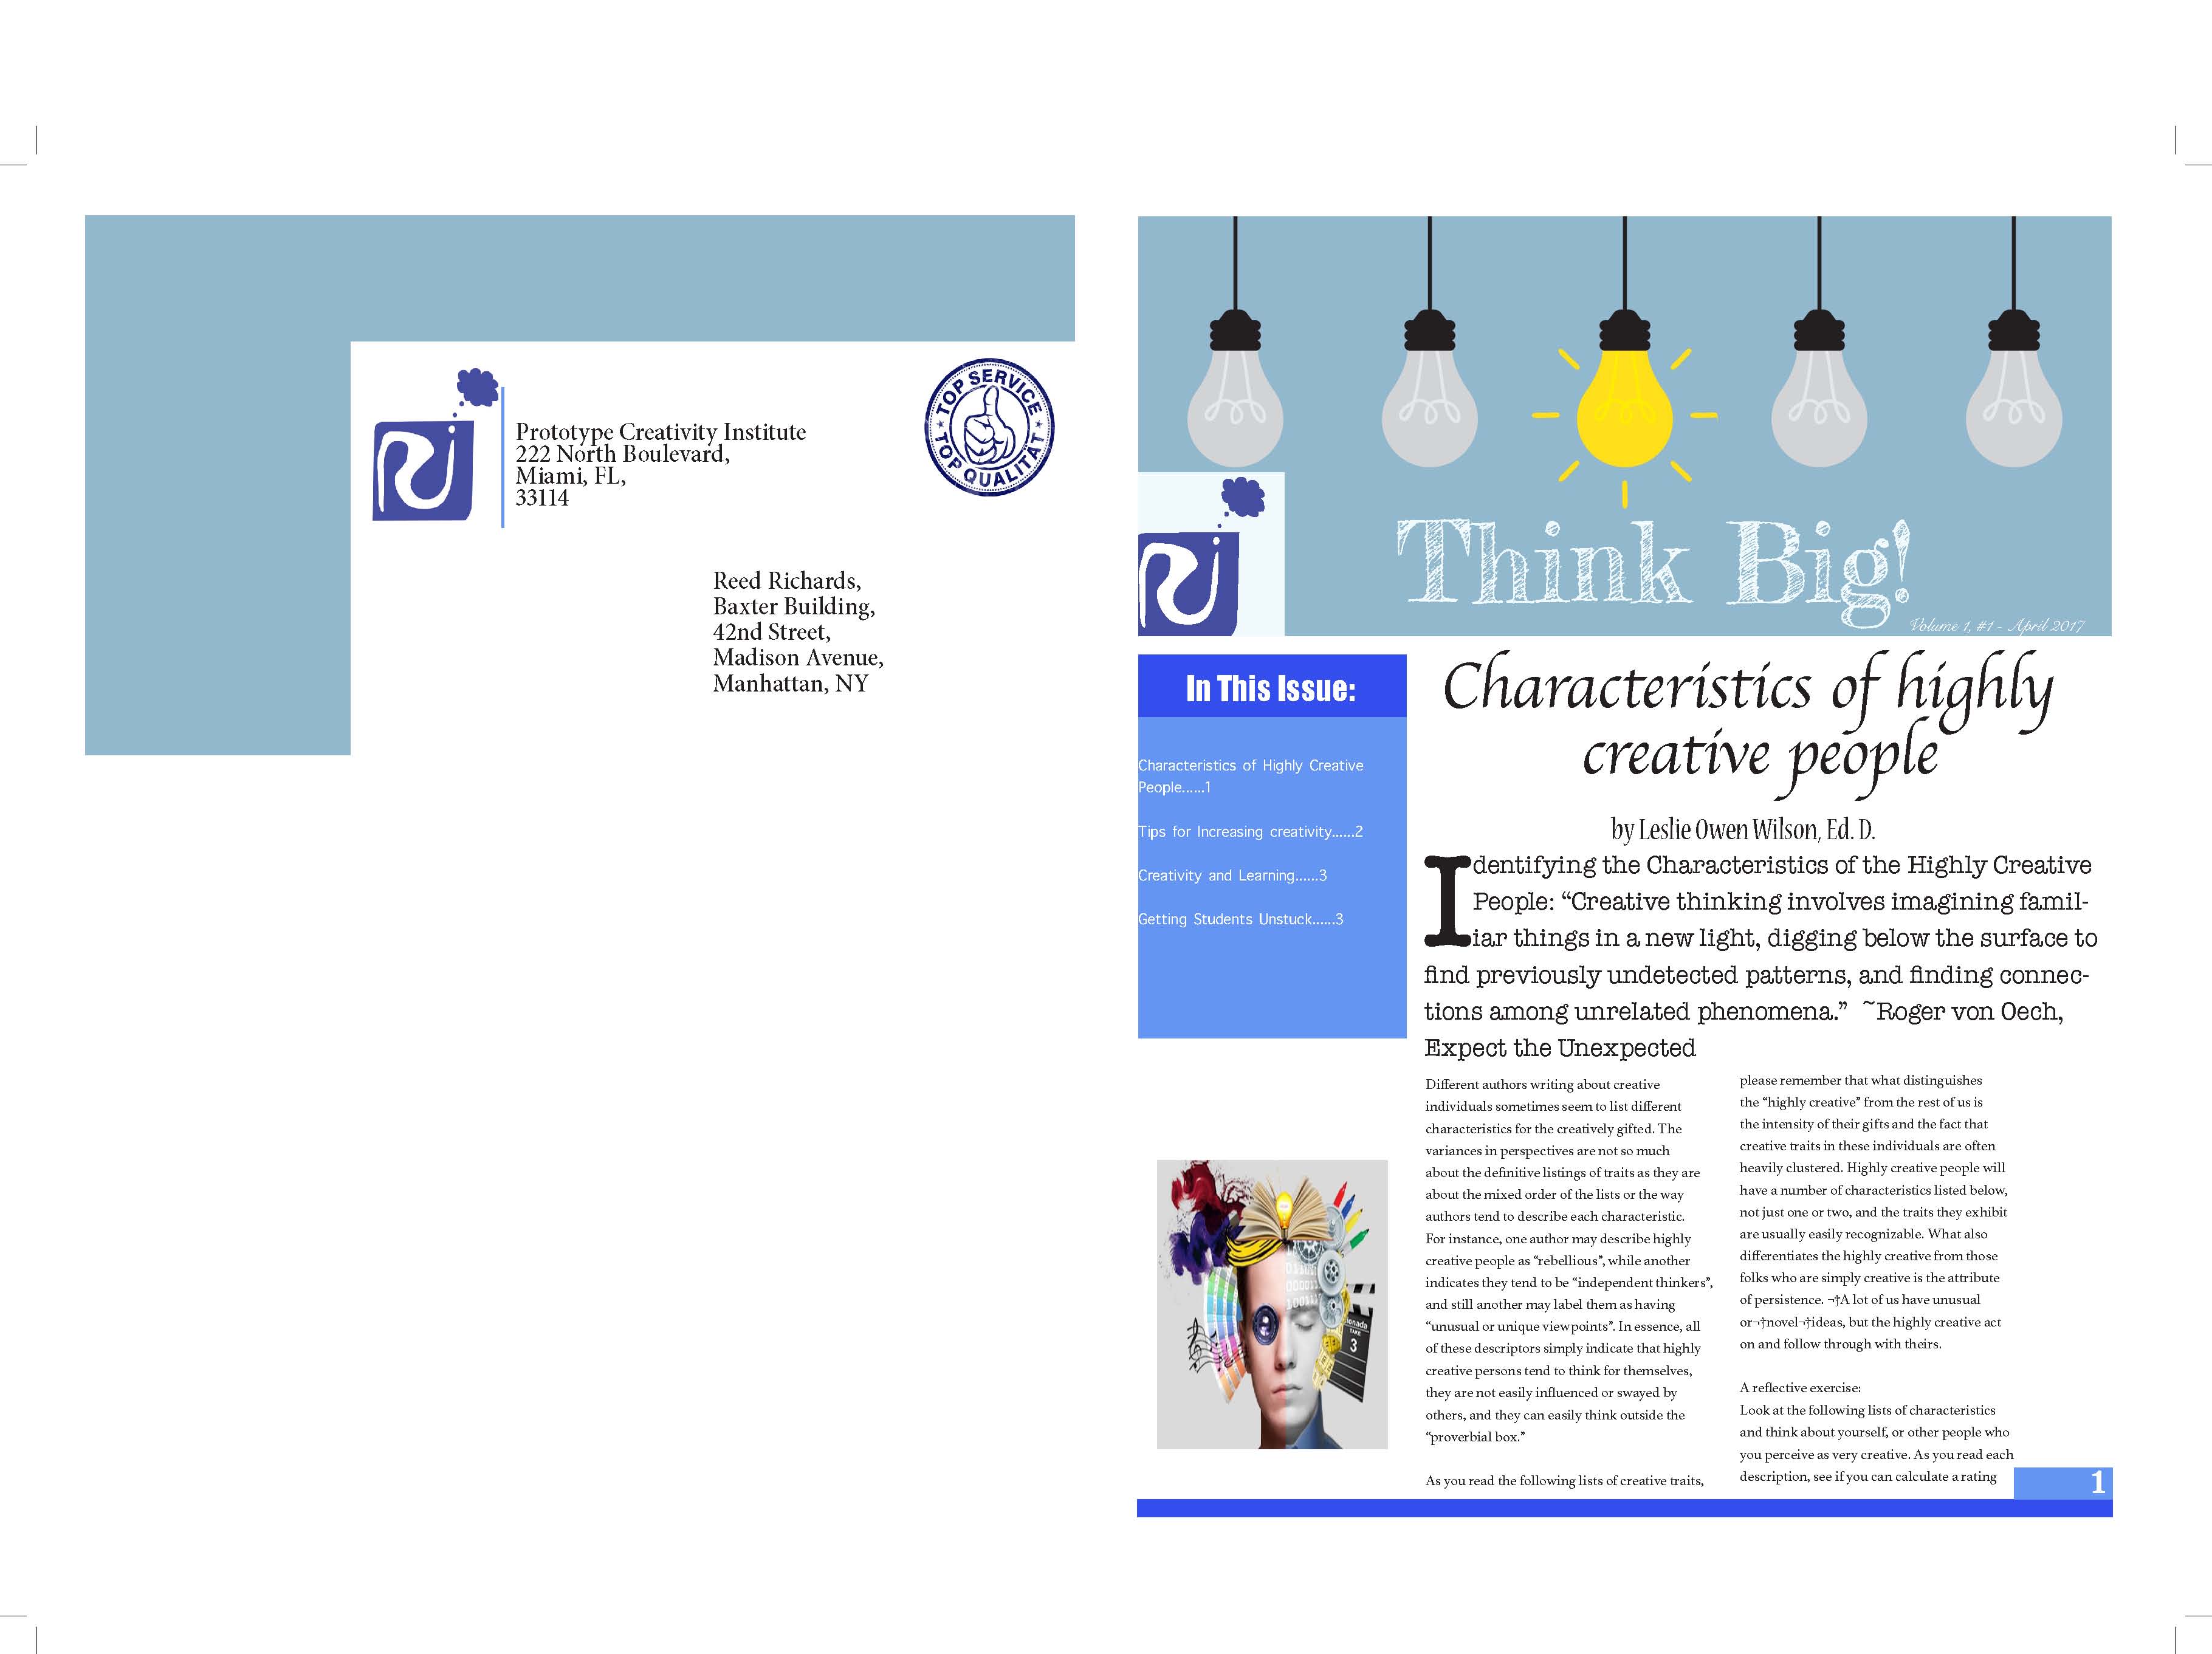 Prototype Creativity Institute
222 North Boulevard,
Miami, FL,
33114
TOP SERVICE
TOP QUALITÄT
Reed Richards,
Baxter Building,
42nd Street,
Madison Avenue,
Manhattan, NY
Think Big!
Volume 1, #1 - April 2017
In This Issue:
Characteristics of Highly Creative
People......1
Tips for Increasing creativity......2
Creativity and Learning......3
Getting Students Unstuck......3
Characteristics of highly
creative people
by Leslie Owen Wilson, Ed. D.
Identifying the Characteristics of the Highly Creative
People: “Creative thinking involves imagining famil-
iar things in a new light, digging below the surface to
find previously undetected patterns, and finding connec-
tions among unrelated phenomena.” ~Roger von Oech,
Expect the Unexpected
Different authors writing about creative
individuals sometimes seem to list different
characteristics for the creatively gifted. The
variances in perspectives are not so much
about the definitive listings of traits as they are
about the mixed order of the lists or the way
authors tend to describe each characteristic.
For instance, one author may describe highly
creative people as “rebellious”, while another
indicates they tend to be “independent thinkers”,
and still another may label them as having
“unusual or unique viewpoints”. In essence, all
of these descriptors simply indicate that highly
creative persons tend to think for themselves,
they are not easily influenced or swayed by
others, and they can easily think outside the
“proverbial box.”
As you read the following lists of creative traits,
please remember that what distinguishes
the “highly creative” from the rest of us is
the intensity of their gifts and the fact that
creative traits in these individuals are often
heavily clustered. Highly creative people will
have a number of characteristics listed below,
not just one or two, and the traits they exhibit
are usually easily recognizable. What also
differentiates the highly creative from those
folks who are simply creative is the attribute
of persistence. ¬†A lot of us have unusual
or¬†novel¬†ideas, but the highly creative act
on and follow through with theirs.
A reflective exercise:
Look at the following lists of characteristics
and think about yourself, or other people who
you perceive as very creative. As you read each
description, see if you can calculate a rating
TAKE
3
1